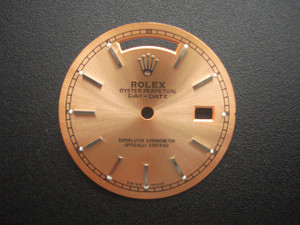 ROLEX
OYSTER PERPETUAL
DAY-DATE
SUPERLATIVE CHRONOMETER
OFFICIALLY CERTIFIED